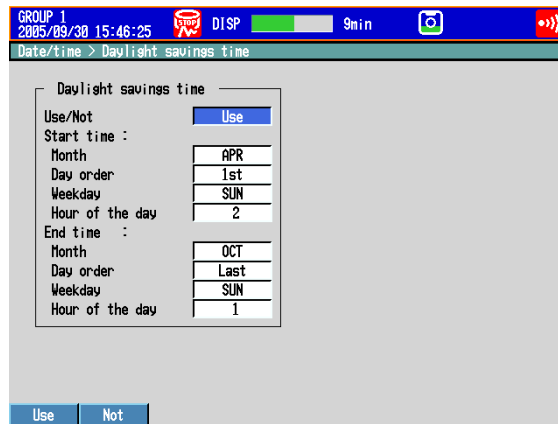 GROUP 1
2005/09/30 15:46:25 STOP DISP 9min
Date/time > Daylight savings time
Daylight savings time
Use/Not Use
Start time :
Month APR
Day order 1st
Weekday SUN
Hour of the day 2
End time :
Month OCT
Day order Last
Weekday SUN
Hour of the day 1
Use Not